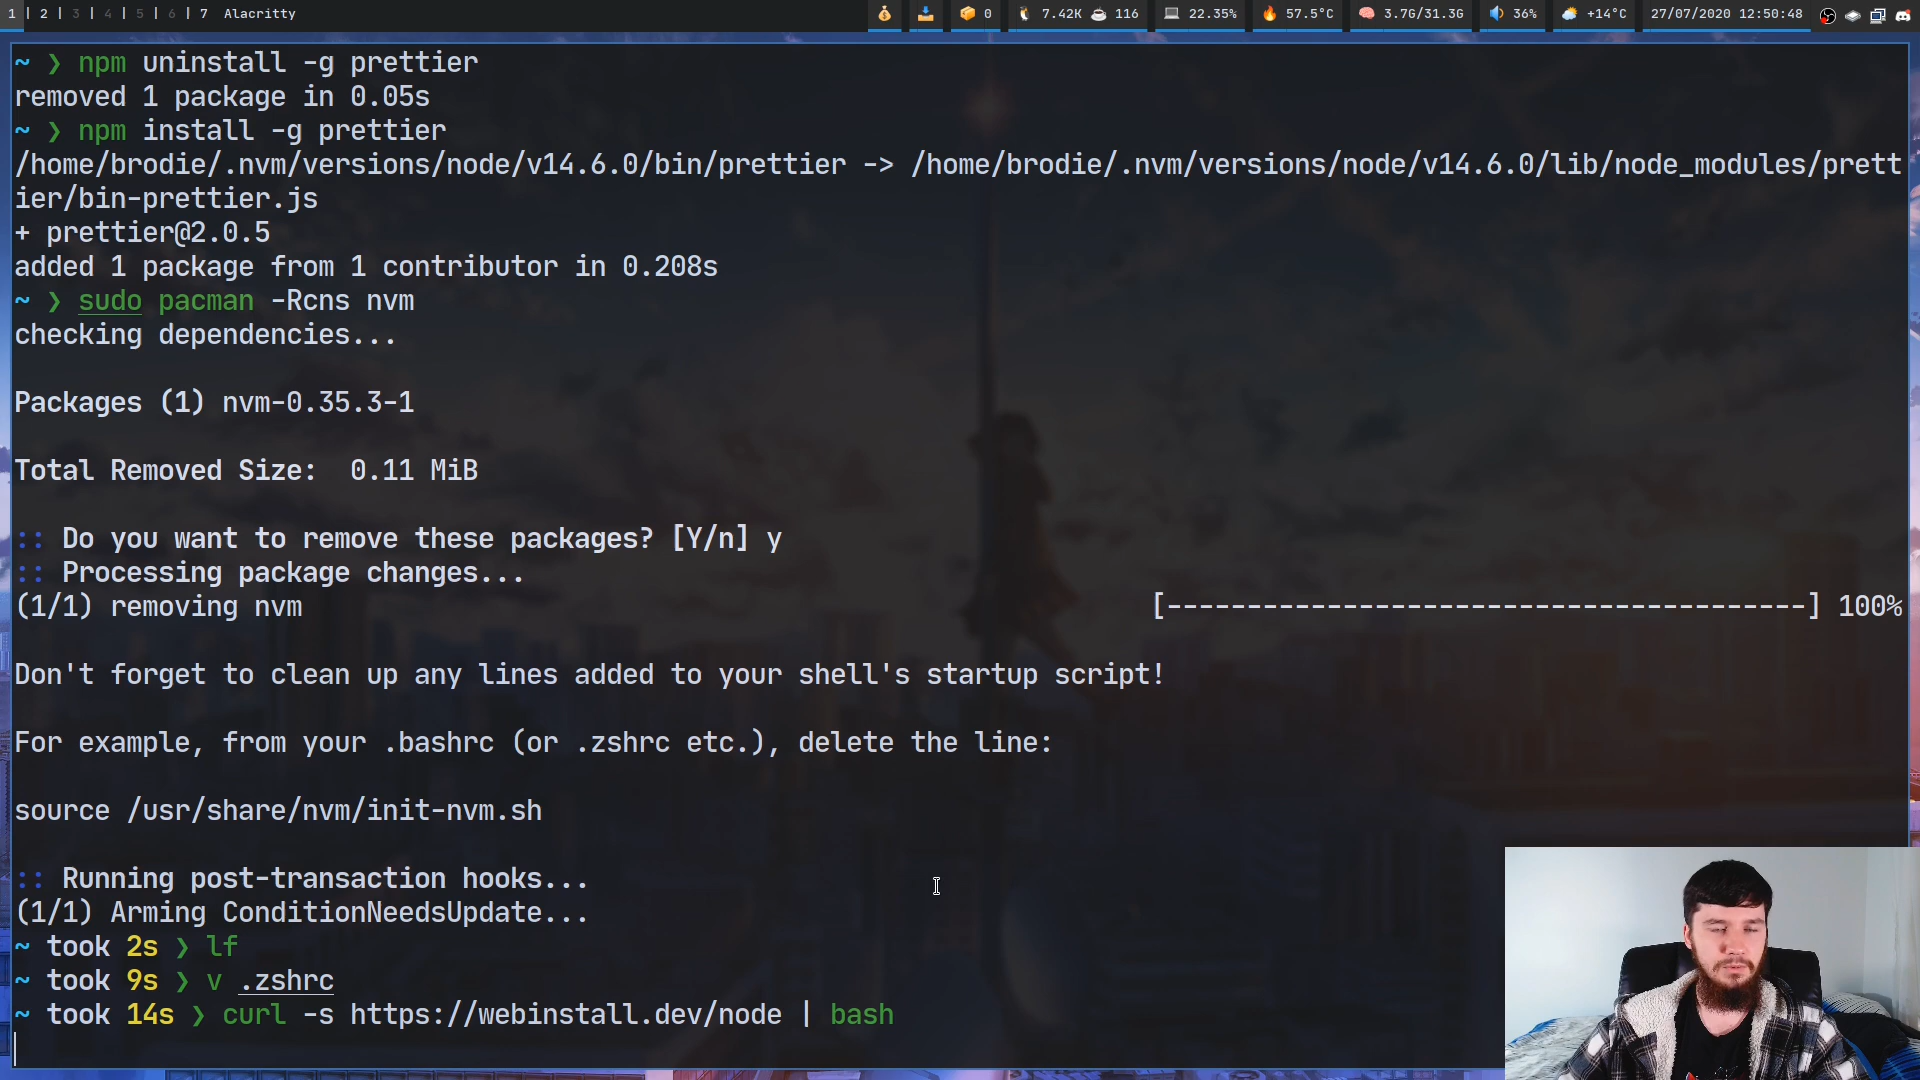 1 | 2 | 3 | 4 | 5 | 6 | 7 Alacritty 0 7.42K 116 22.35% 57.5°C 3.7G/31.3G 36% +14°C 27/07/2020 12:50:48
~ ❯ npm uninstall -g prettier
removed 1 package in 0.05s
~ ❯ npm install -g prettier
/home/brodie/.nvm/versions/node/v14.6.0/bin/prettier -> /home/brodie/.nvm/versions/node/v14.6.0/lib/node_modules/prett
ier/bin-prettier.js
+ prettier@2.0.5
added 1 package from 1 contributor in 0.208s
~ ❯ sudo pacman -Rcns nvm
checking dependencies...
Packages (1) nvm-0.35.3-1
Total Removed Size:  0.11 MiB
:: Do you want to remove these packages? [Y/n] y
:: Processing package changes...
(1/1) removing nvm [----------------------------------------] 100%
Don't forget to clean up any lines added to your shell's startup script!
For example, from your .bashrc (or .zshrc etc.), delete the line:
source /usr/share/nvm/init-nvm.sh
:: Running post-transaction hooks...
(1/1) Arming ConditionNeedsUpdate...
~ took 2s ❯ lf
~ took 9s ❯ v .zshrc
~ took 14s ❯ curl -s https://webinstall.dev/node | bash